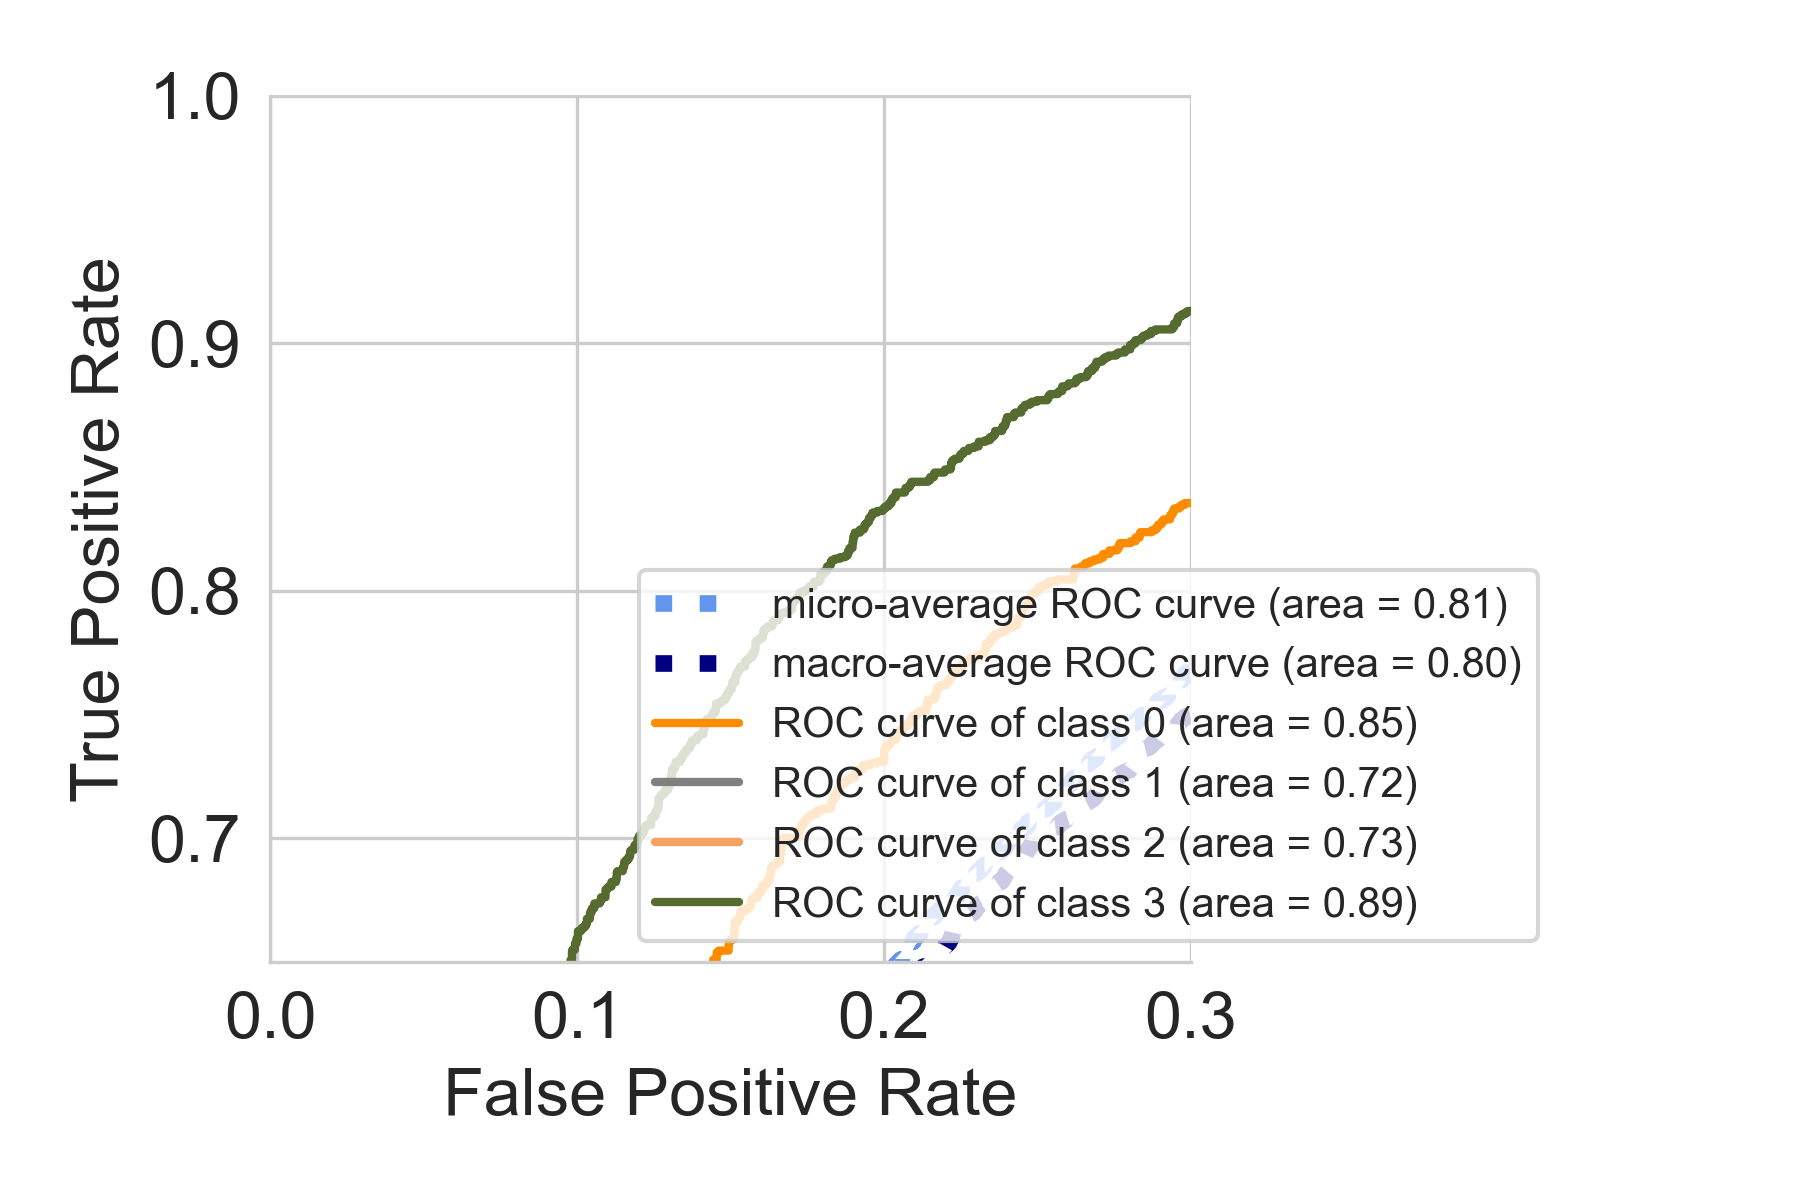 1.0
0.9
0.8
0.7
True Positive Rate
micro-average ROC curve (area = 0.81)
macro-average ROC curve (area = 0.80)
ROC curve of class 0 (area = 0.85)
ROC curve of class 1 (area = 0.72)
ROC curve of class 2 (area = 0.73)
ROC curve of class 3 (area = 0.89)
0.0 0.1 0.2 0.3
False Positive Rate